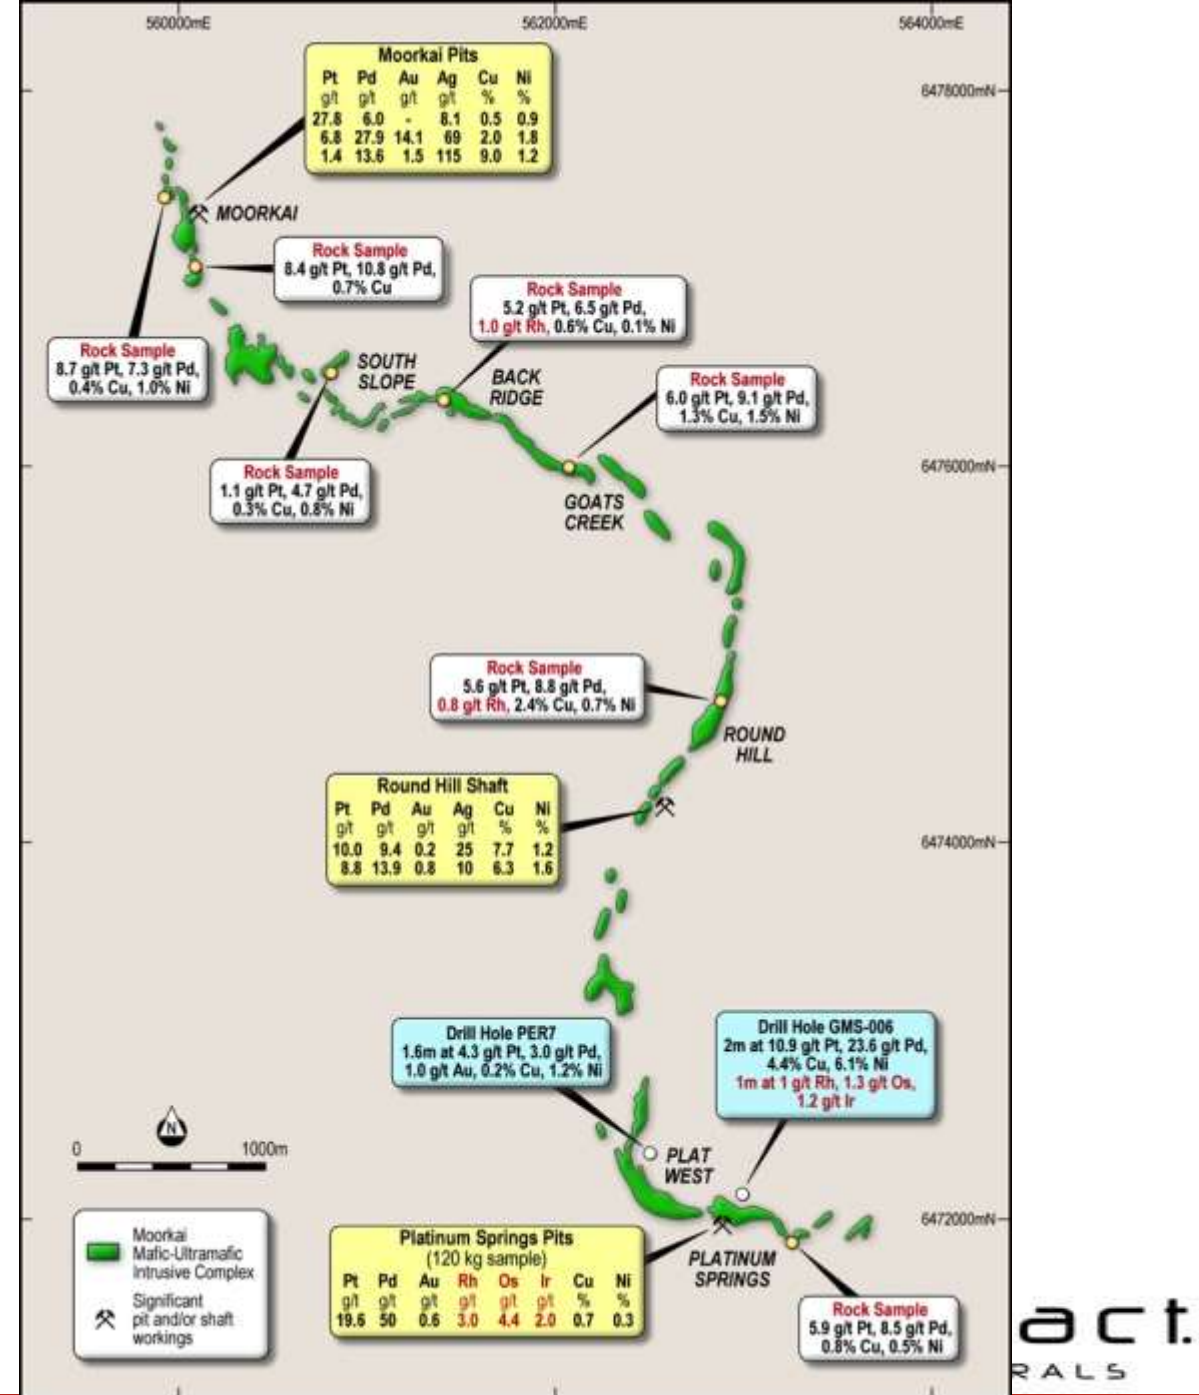 560000mE 562000mE 564000mE
6478000mN
Moorkai Pits
Pt Pd Au Ag Cu Ni
g/t g/t g/t g/t % %
27.8 6.0 - 8.1 0.5 0.9
6.8 27.9 14.1 69 2.0 1.8
1.4 13.6 1.5 115 9.0 1.2
MOORKAI
Rock Sample
8.4 g/t Pt, 10.8 g/t Pd,
0.7% Cu
Rock Sample
5.2 g/t Pt, 6.5 g/t Pd,
1.0 g/t Rh, 0.6% Cu, 0.1% Ni
Rock Sample
8.7 g/t Pt, 7.3 g/t Pd,
0.4% Cu, 1.0% Ni
SOUTH
SLOPE
BACK
RIDGE
Rock Sample
6.0 g/t Pt, 9.1 g/t Pd,
1.3% Cu, 1.5% Ni
6476000mN
Rock Sample
1.1 g/t Pt, 4.7 g/t Pd,
0.3% Cu, 0.8% Ni
GOATS
CREEK
Rock Sample
5.6 g/t Pt, 8.8 g/t Pd,
0.8 g/t Rh, 2.4% Cu, 0.7% Ni
ROUND
HILL
Round Hill Shaft
Pt Pd Au Ag Cu Ni
g/t g/t g/t g/t % %
10.0 9.4 0.2 25 7.7 1.2
8.8 13.9 0.8 10 6.3 1.6
6474000mN
Drill Hole PER7
1.6m at 4.3 g/t Pt, 3.0 g/t Pd,
1.0 g/t Au, 0.2% Cu, 1.2% Ni
Drill Hole GMS-006
2m at 10.9 g/t Pt, 23.6 g/t Pd,
4.4% Cu, 6.1% Ni
1m at 1 g/t Rh, 1.3 g/t Os,
1.2 g/t Ir
N
0 1000m
PLAT
WEST
6472000mN
Moorkai
Mafic-Ultramafic
Intrusive Complex
Significant
pit and/or shaft
workings
Platinum Springs Pits
(120 kg sample)
Pt Pd Au Rh Os Ir Cu Ni
g/t g/t g/t g/t g/t g/t % %
19.6 50 0.6 3.0 4.4 2.0 0.7 0.3
PLATINUM
SPRINGS
Rock Sample
5.9 g/t Pt, 8.5 g/t Pd,
0.8% Cu, 0.5% Ni
act.
RALS